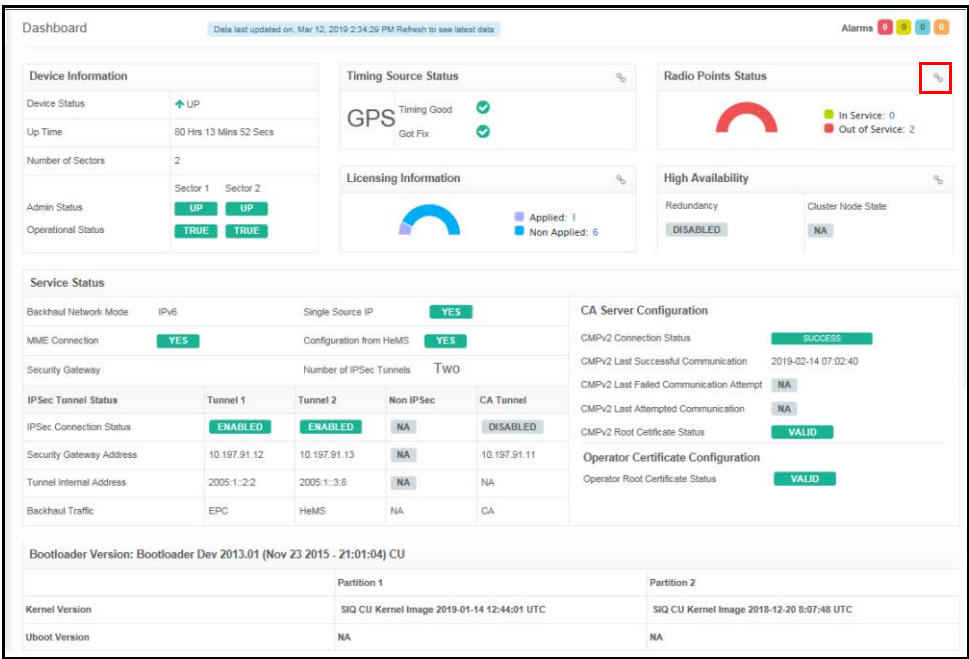 Dashboard
Data last updated on, Mar 12, 2019 2:34:29 PM Refresh to see latest data
Alarms 0 0 0 0
Device Information
Device Status UP
Up Time 80 Hrs 13 Mins 52 Secs
Number of Sectors 2
Sector 1 Sector 2
Admin Status UP UP
Operational Status TRUE TRUE
Timing Source Status
GPS
Timing Good
Got Fix
Licensing Information
Applied: 1
Non Applied: 6
Radio Points Status
In Service: 0
Out of Service: 2
High Availability
Redundancy Cluster Node State
DISABLED NA
Service Status
Backhaul Network Mode IPv6 Single Source IP YES
MME Connection YES Configuration from HeMS YES
Security Gateway Number of IPSec Tunnels Two
IPSec Tunnel Status Tunnel 1 Tunnel 2 Non IPSec CA Tunnel
IPSec Connection Status ENABLED ENABLED NA DISABLED
Security Gateway Address 10.197.91.12 10.197.91.13 NA 10.197.91.11
Tunnel Internal Address 2005:1::2:2 2005:1::3:8 NA NA
Backhaul Traffic EPC HeMS NA CA
CA Server Configuration
CMPv2 Connection Status SUCCESS
CMPv2 Last Successful Communication 2019-02-14 07:02:40
CMPv2 Last Failed Communication Attempt NA
CMPv2 Last Attempted Communication NA
CMPv2 Root Cetificate Status VALID
Operator Certificate Configuration
Operator Root Certificate Status VALID
Bootloader Version: Bootloader Dev 2013.01 (Nov 23 2015 - 21:01:04) CU
Partition 1 Partition 2
Kernel Version SIQ CU Kernel Image 2019-01-14 12:44:01 UTC SIQ CU Kernel Image 2018-12-20 8:07:48 UTC
Uboot Version NA NA